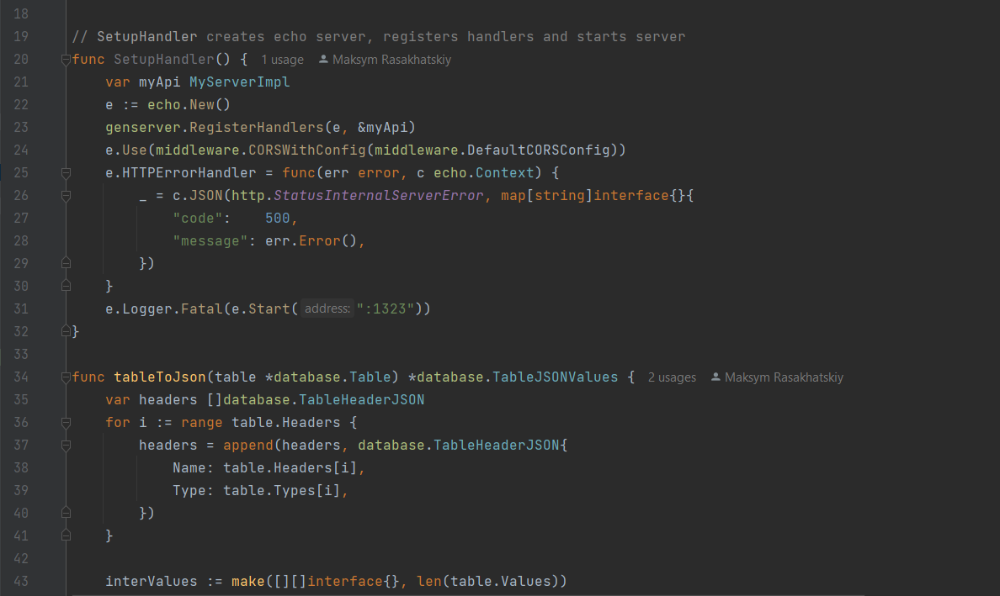 18
19 // SetupHandler creates echo server, registers handlers and starts server
20 func SetupHandler() { 1 usage Maksym Rasakhatskiy
21 var myApi MyServerImpl
22 e := echo.New()
23 genserver.RegisterHandlers(e, &myApi)
24 e.Use(middleware.CORSWithConfig(middleware.DefaultCORSConfig))
25 e.HTTPErrorHandler = func(err error, c echo.Context) {
26 _ = c.JSON(http.StatusInternalServerError, map[string]interface{}{
27 "code":    500,
28 "message": err.Error(),
29 })
30 }
31 e.Logger.Fatal(e.Start( address: ":1323"))
32 }
33
34 func tableToJson(table *database.Table) *database.TableJSONValues { 2 usages Maksym Rasakhatskiy
35 var headers []database.TableHeaderJSON
36 for i := range table.Headers {
37 headers = append(headers, database.TableHeaderJSON{
38 Name: table.Headers[i],
39 Type: table.Types[i],
40 })
41 }
42
43 interValues := make([][]interface{}, len(table.Values))